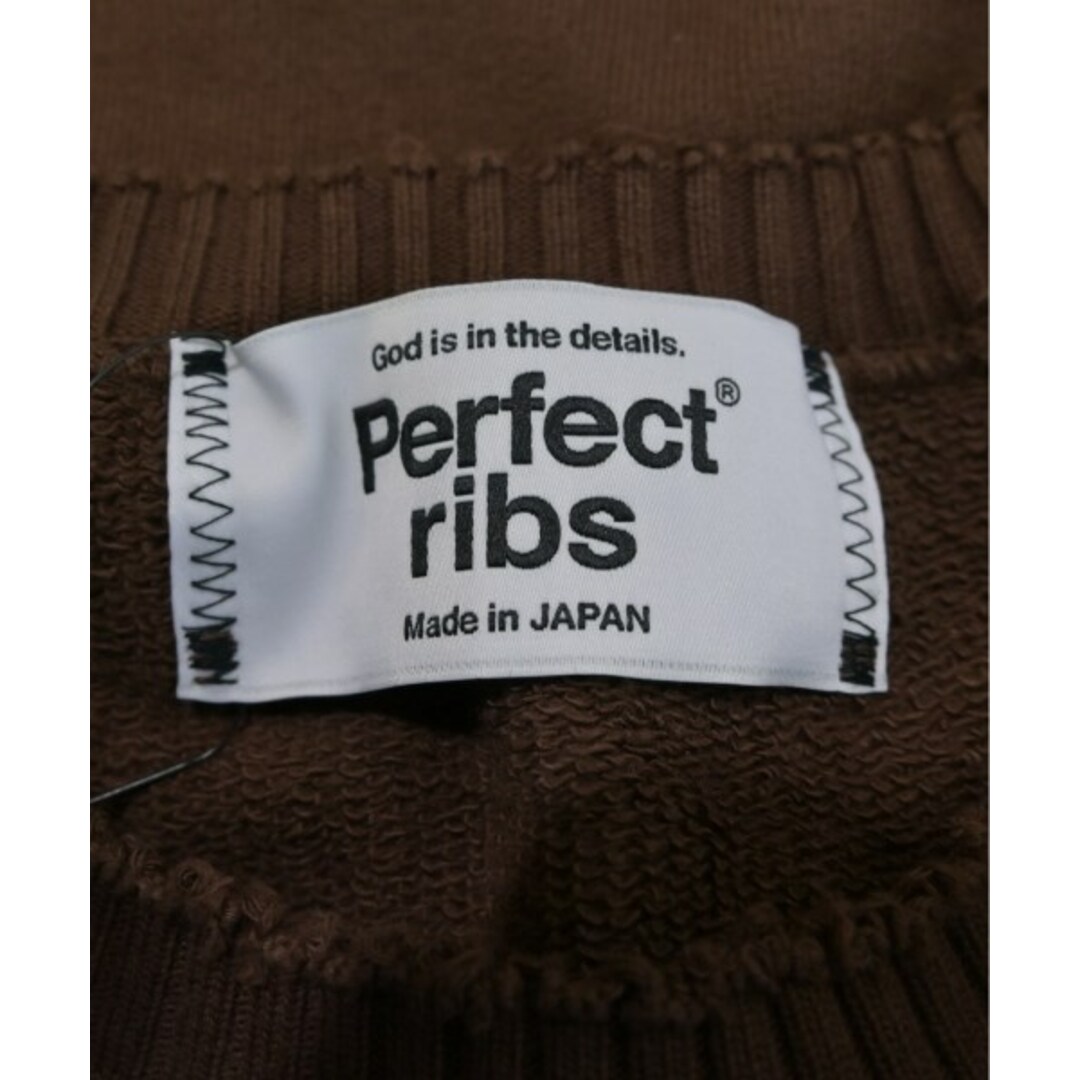 God is in the details.
Perfect®
ribs
Made in JAPAN